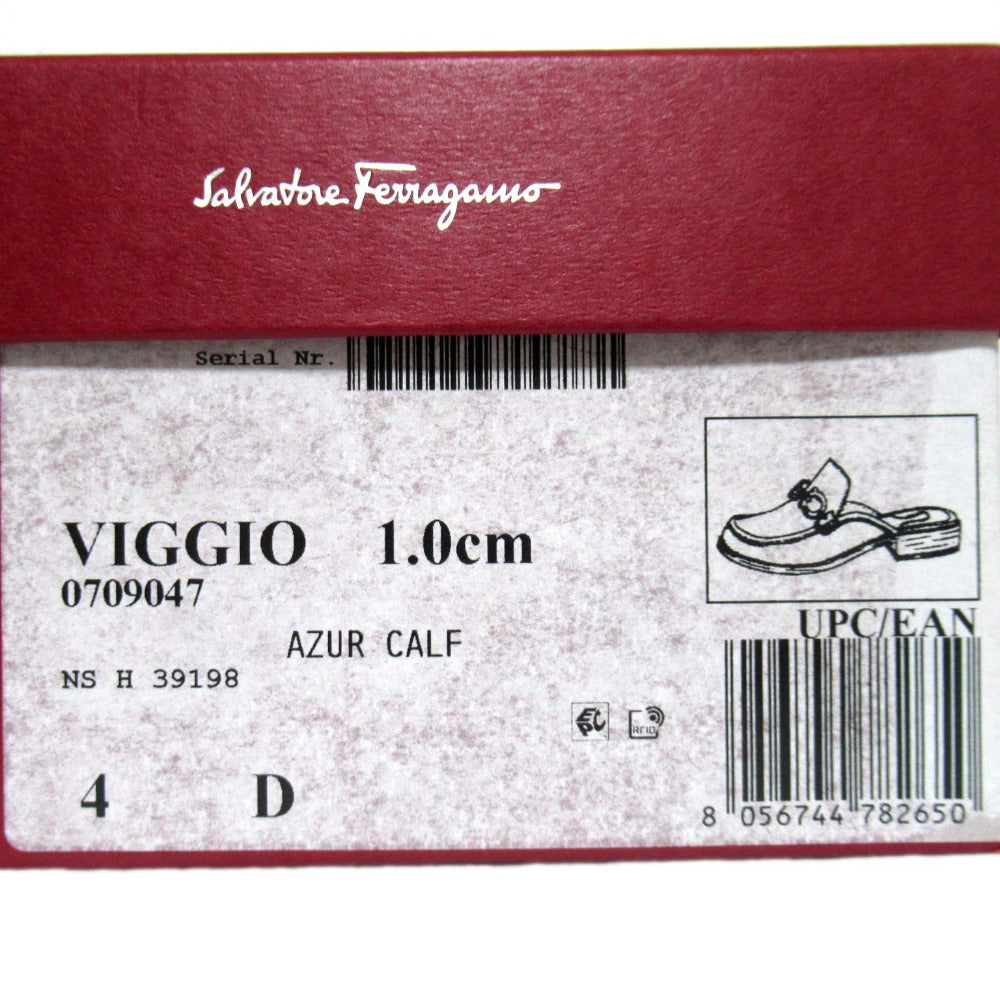 Salvatore Ferragamo
Serial Nr.
VIGGIO 1.0cm
0709047
AZUR CALF
NS H 39198
UPC/EAN
EPC
RFID
4 D
8 056744 782650